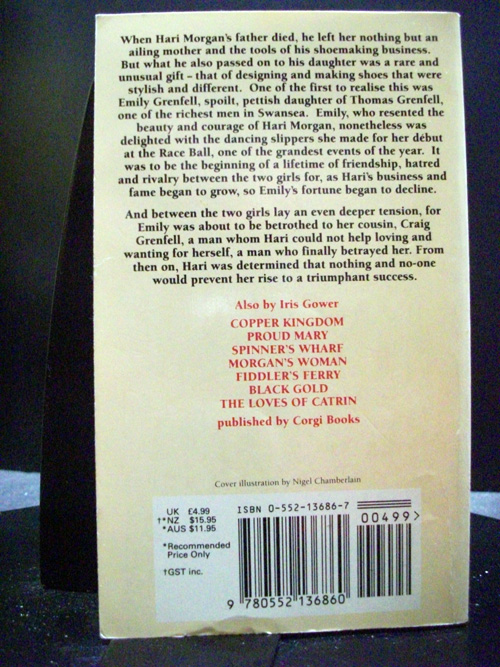 When Hari Morgan's father died, he left her nothing but an
ailing mother and the tools of his shoemaking business.
But what he also passed on to his daughter was a rare and
unusual gift – that of designing and making shoes that were
stylish and different. One of the first to realise this was
Emily Grenfell, spoilt, pettish daughter of Thomas Grenfell,
one of the richest men in Swansea. Emily, who resented the
beauty and courage of Hari Morgan, nonetheless was
delighted with the dancing slippers she made for her début
at the Race Ball, one of the grandest events of the year. It
was to be the beginning of a lifetime of friendship, hatred
and rivalry between the two girls for, as Hari's business and
fame began to grow, so Emily's fortune began to decline.
And between the two girls lay an even deeper tension, for
Emily was about to be betrothed to her cousin, Craig
Grenfell, a man whom Hari could not help loving and
wanting for herself, a man who finally betrayed her. From
then on, Hari was determined that nothing and no-one
would prevent her rise to a triumphant success.
Also by Iris Gower
COPPER KINGDOM
PROUD MARY
SPINNER'S WHARF
MORGAN'S WOMAN
FIDDLER'S FERRY
BLACK GOLD
THE LOVES OF CATRIN
published by Corgi Books
Cover illustration by Nigel Chamberlain
UK £4.99
†*NZ $15.95
*AUS $11.95
*Recommended
Price Only
†GST inc.
ISBN 0-552-13686-7
00499>
9 780552 136860